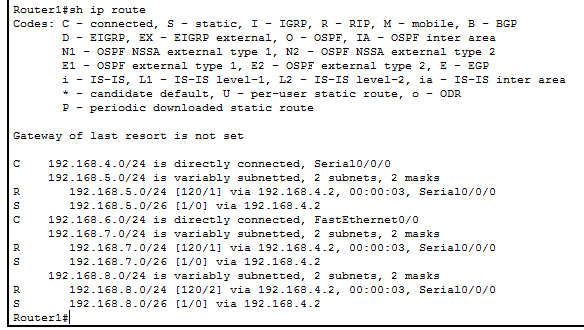 Router1#sh ip route
Codes: C - connected, S - static, I - IGRP, R - RIP, M - mobile, B - BGP
       D - EIGRP, EX - EIGRP external, O - OSPF, IA - OSPF inter area
       N1 - OSPF NSSA external type 1, N2 - OSPF NSSA external type 2
       E1 - OSPF external type 1, E2 - OSPF external type 2, E - EGP
       i - IS-IS, L1 - IS-IS level-1, L2 - IS-IS level-2, ia - IS-IS inter area
       * - candidate default, U - per-user static route, o - ODR
       P - periodic downloaded static route

Gateway of last resort is not set

C    192.168.4.0/24 is directly connected, Serial0/0/0
     192.168.5.0/24 is variably subnetted, 2 subnets, 2 masks
R       192.168.5.0/24 [120/1] via 192.168.4.2, 00:00:03, Serial0/0/0
S       192.168.5.0/26 [1/0] via 192.168.4.2
C    192.168.6.0/24 is directly connected, FastEthernet0/0
     192.168.7.0/24 is variably subnetted, 2 subnets, 2 masks
R       192.168.7.0/24 [120/1] via 192.168.4.2, 00:00:03, Serial0/0/0
S       192.168.7.0/26 [1/0] via 192.168.4.2
     192.168.8.0/24 is variably subnetted, 2 subnets, 2 masks
R       192.168.8.0/24 [120/2] via 192.168.4.2, 00:00:03, Serial0/0/0
S       192.168.8.0/26 [1/0] via 192.168.4.2
Router1#